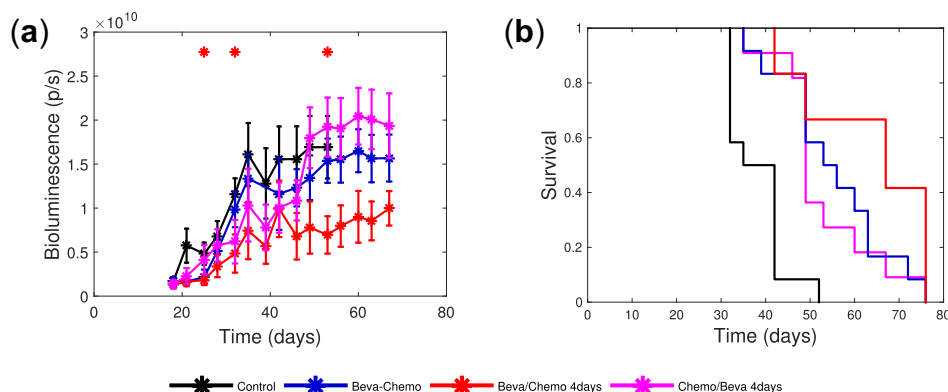 (a)
×10^10
3
2.5
2
1.5
1
0.5
0
Bioluminescence (p/s)
0 20 40 60 80
Time (days)
(b)
1
0.8
0.6
0.4
0.2
0
Survival
0 10 20 30 40 50 60 70 80
Time (days)
Control Beva-Chemo Beva/Chemo 4days Chemo/Beva 4days